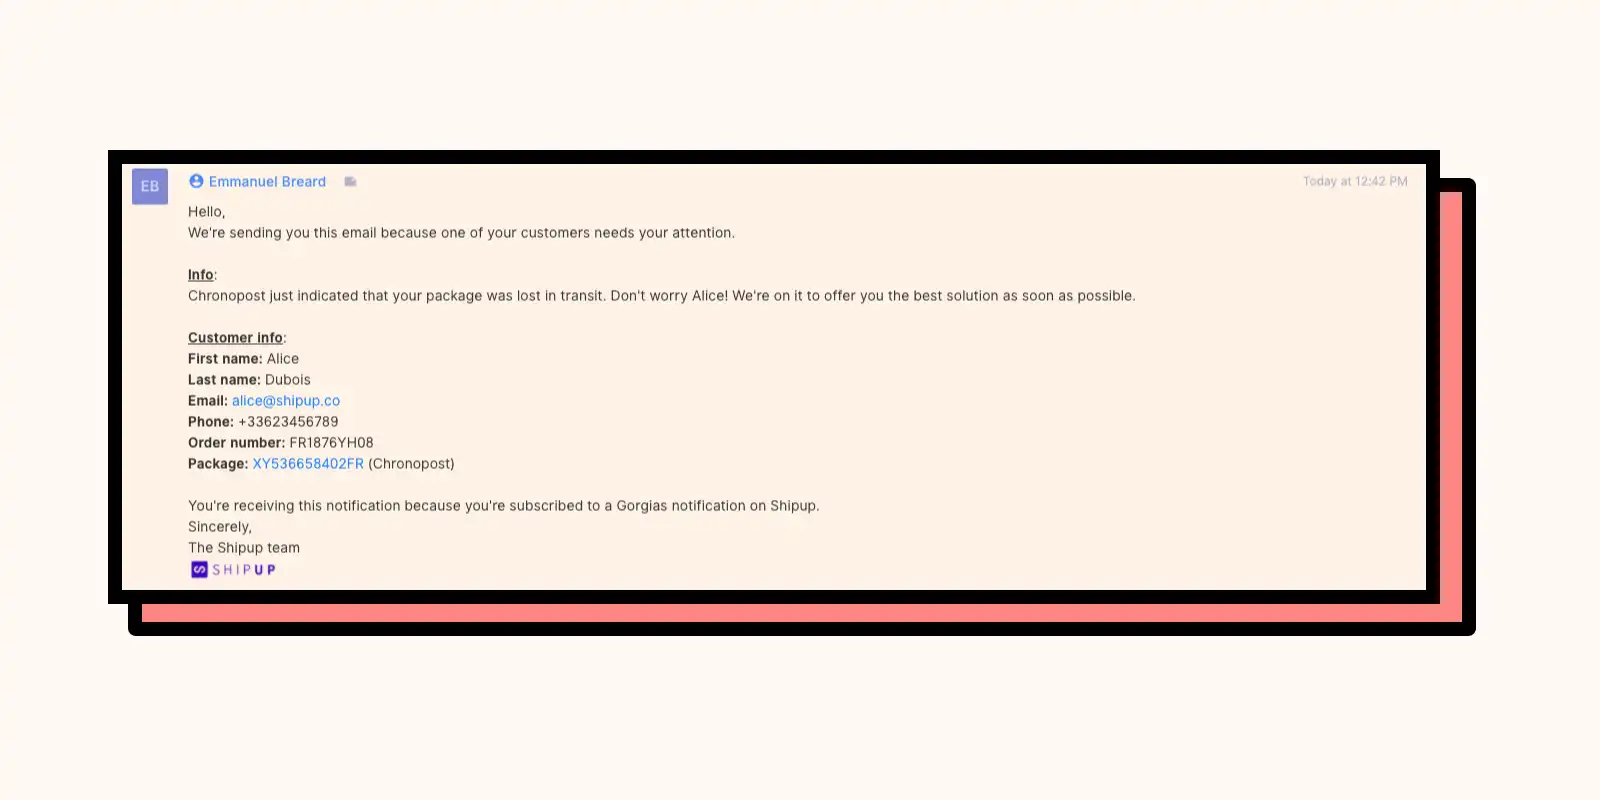 EB
Emmanuel Breard
Today at 12:42 PM
Hello,
We're sending you this email because one of your customers needs your attention.
Info:
Chronopost just indicated that your package was lost in transit. Don't worry Alice! We're on it to offer you the best solution as soon as possible.
Customer info:
First name: Alice
Last name: Dubois
Email: alice@shipup.co
Phone: +33623456789
Order number: FR1876YH08
Package: XY536658402FR (Chronopost)
You're receiving this notification because you're subscribed to a Gorgias notification on Shipup.
Sincerely,
The Shipup team
SHIPUP